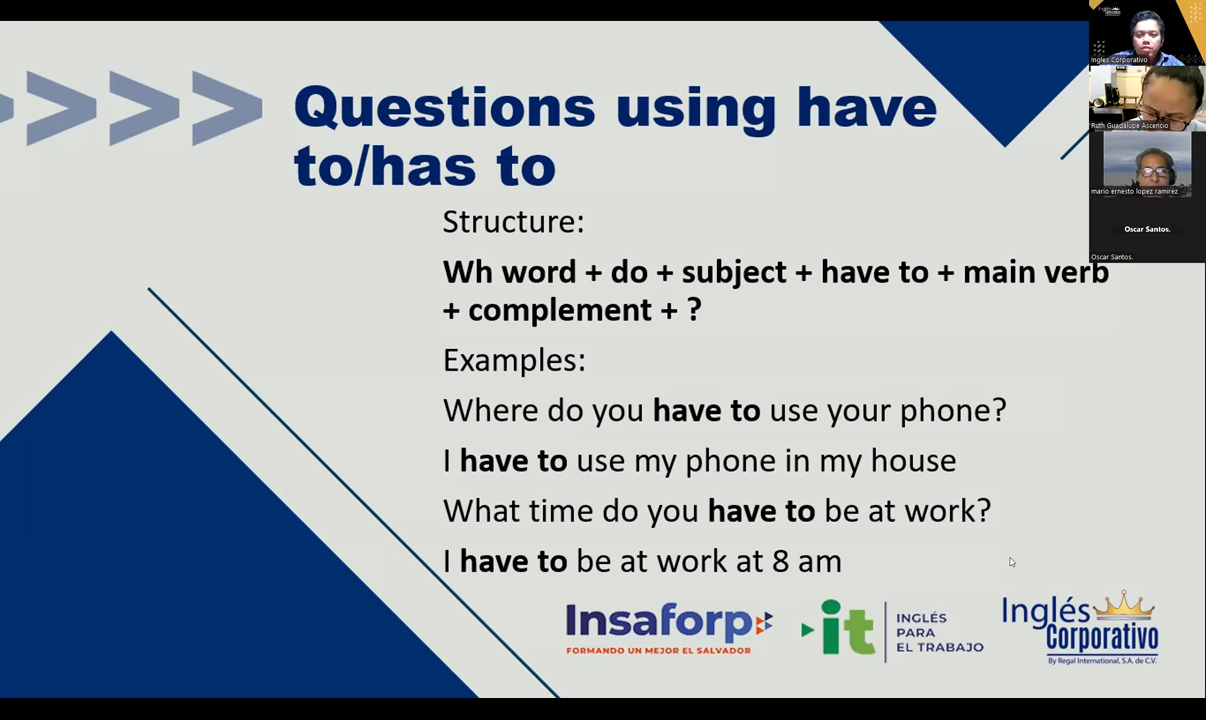 Questions using have
to/has to
Structure:
Wh word + do + subject + have to + main verb
+ complement + ?
Examples:
Where do you have to use your phone?
I have to use my phone in my house
What time do you have to be at work?
I have to be at work at 8 am
Insaforp
FORMANDO UN MEJOR EL SALVADOR
it
INGLÉS
PARA
EL TRABAJO
Inglés
Corporativo
By Regal International, S.A. de C.V.
Ingles Corporativo
Ruth Guadalupe Ascencio
mario ernesto lopez ramirez
Oscar Santos.
Oscar Santos.